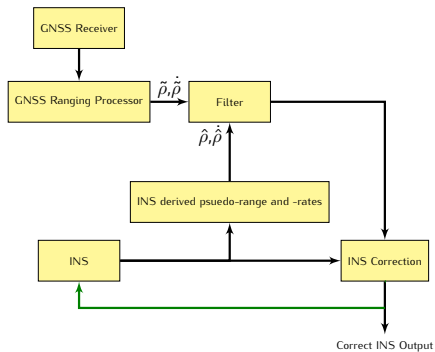 GNSS Receiver
GNSS Ranging Processor
ρ̃,ρ̃̇
Filter
ρ̂,ρ̂̇
INS derived psuedo-range and -rates
INS
INS Correction
Correct INS Output